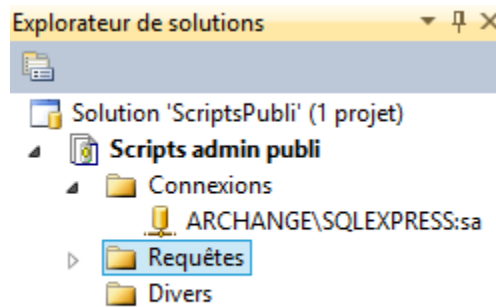 Explorateur de solutions
Solution 'ScriptsPubli' (1 projet)
Scripts admin publi
Connexions
ARCHANGE\SQLEXPRESS:sa
Requêtes
Divers